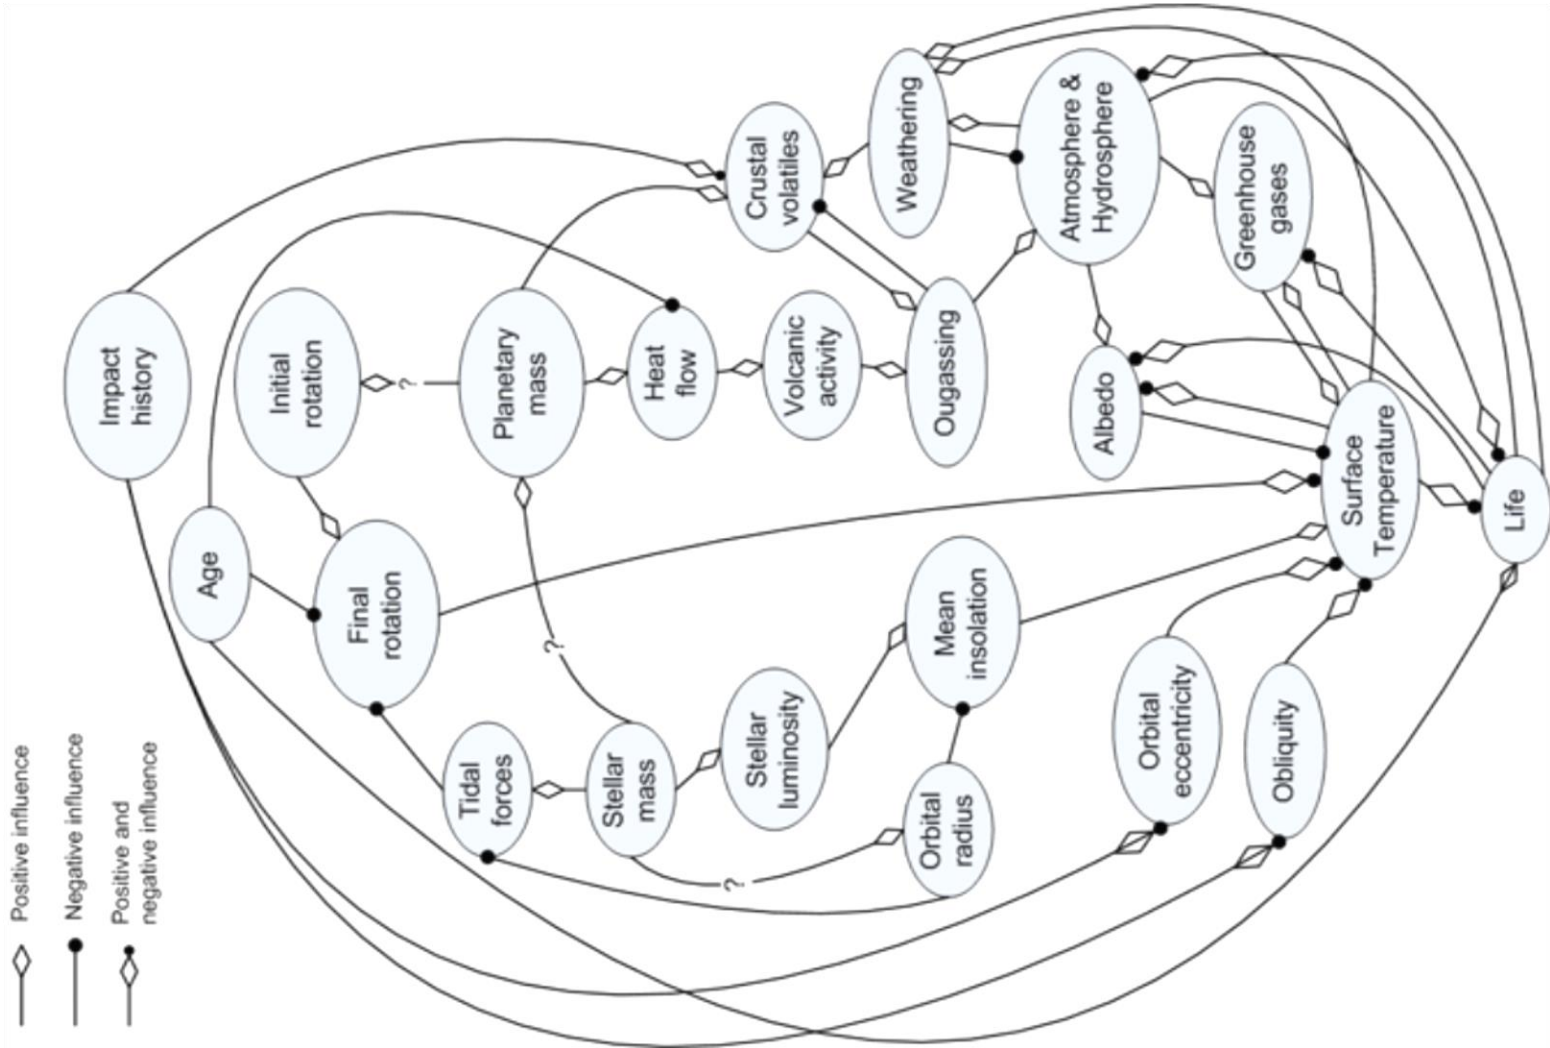 Positive influence
Negative influence
Positive and
negative influence
Impact
history
Age
Initial
rotation
Final
rotation
Planetary
mass
Tidal
forces
Stellar
mass
Heat
flow
Crustal
volatiles
Volcanic
activity
Stellar
luminosity
Weathering
Ougassing
Mean
insolation
Orbital
radius
Atmosphere &
Hydrosphere
Albedo
Orbital
eccentricity
Greenhouse
gases
Obliquity
Surface
Temperature
Life
?
?
?